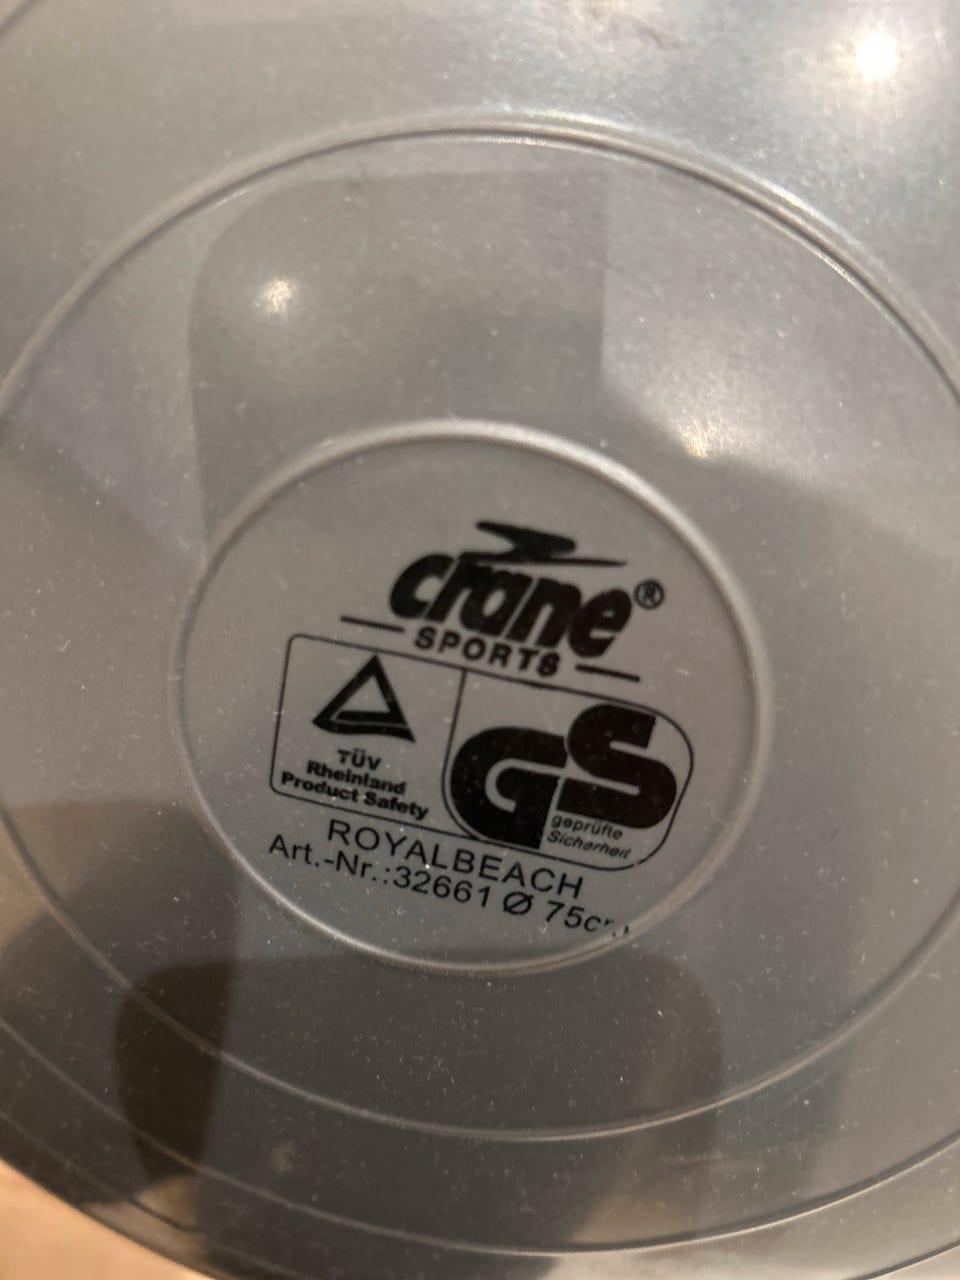 crane®
SPORTS
TÜV
Rheinland
Product Safety
GS
geprüfte
Sicherheit
ROYALBEACH
Art.-Nr.:32661 Ø 75cm